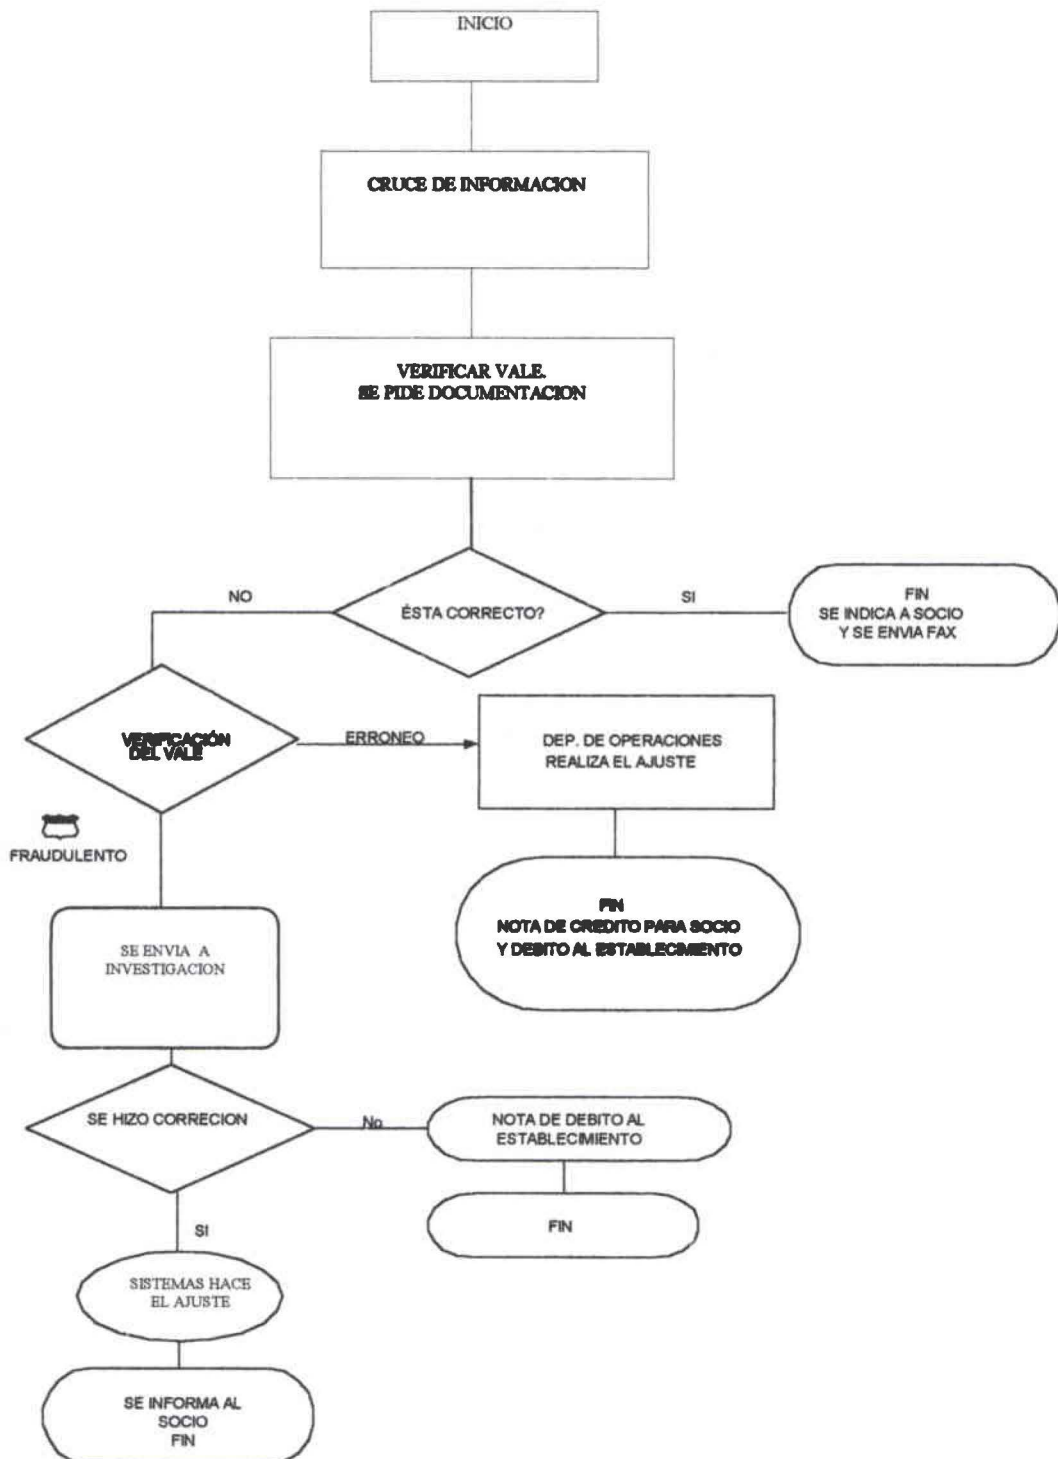 INICIO
CRUCE DE INFORMACION
VERIFICAR VALE.
SE PIDE DOCUMENTACION
NO
ÉSTA CORRECTO?
SI
FIN
SE INDICA A SOCIO
Y SE ENVIA FAX
VERIFICACIÓN
DEL VALE
ERRONEO
DEP. DE OPERACIONES
REALIZA EL AJUSTE
FRAUDULENTO
FIN
NOTA DE CREDITO PARA SOCIO
Y DEBITO AL ESTABLECIMIENTO
SE ENVIA A
INVESTIGACION
SE HIZO CORRECION
No
NOTA DE DEBITO AL
ESTABLECIMIENTO
FIN
SI
SISTEMAS HACE
EL AJUSTE
SE INFORMA AL
SOCIO
FIN